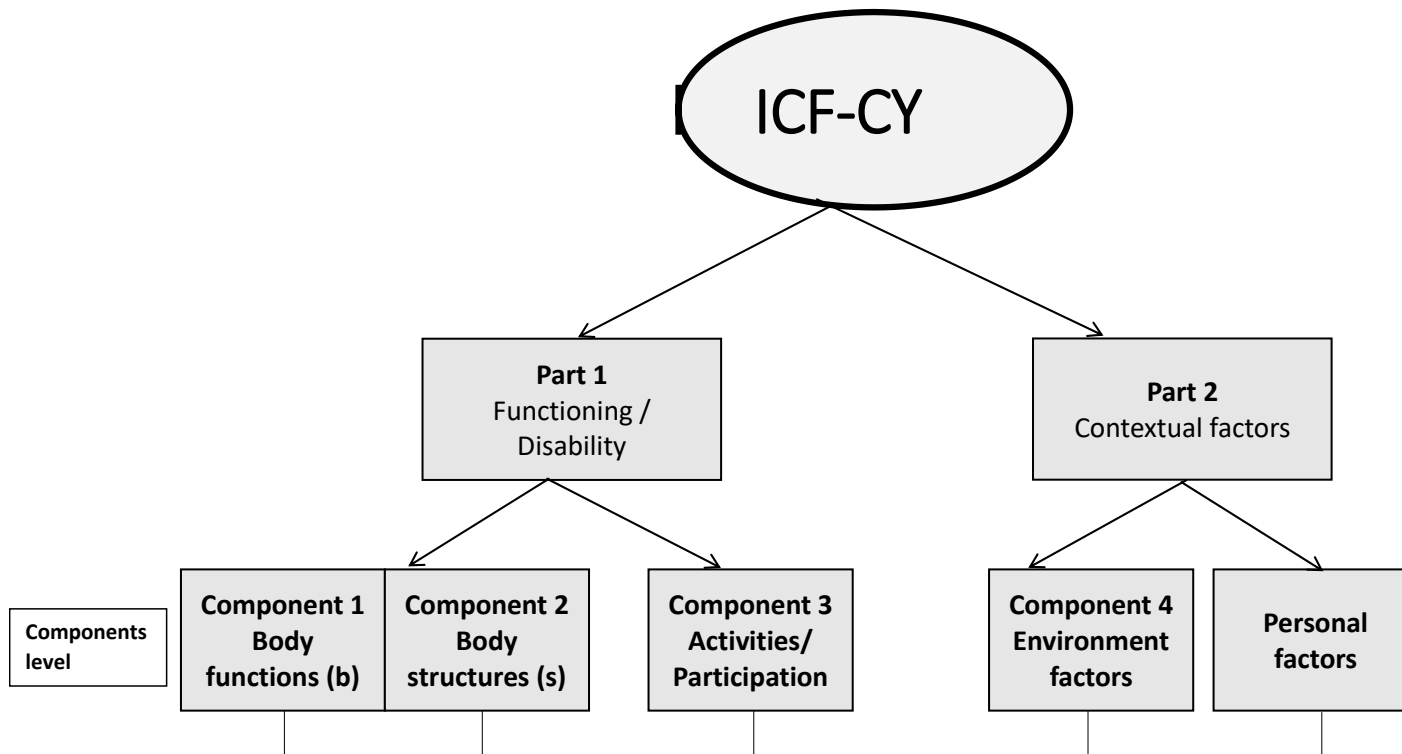 ICF-CY
Part 1
Functioning /
Disability
Part 2
Contextual factors
Components
level
Component 1
Body
functions (b)
Component 2
Body
structures (s)
Component 3
Activities/
Participation
Component 4
Environment
factors
Personal
factors